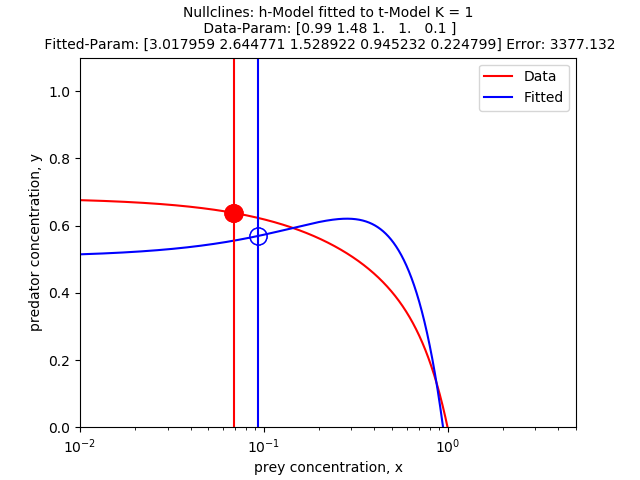 Nullclines: h-Model fitted to t-Model K = 1
Data-Param: [0.99 1.48 1.   1.   0.1 ]
Fitted-Param: [3.017959 2.644771 1.528922 0.945232 0.224799] Error: 3377.132
Data
Fitted
1.0
0.8
0.6
0.4
0.2
0.0
predator concentration, y
10⁻²
10⁻¹
10⁰
prey concentration, x